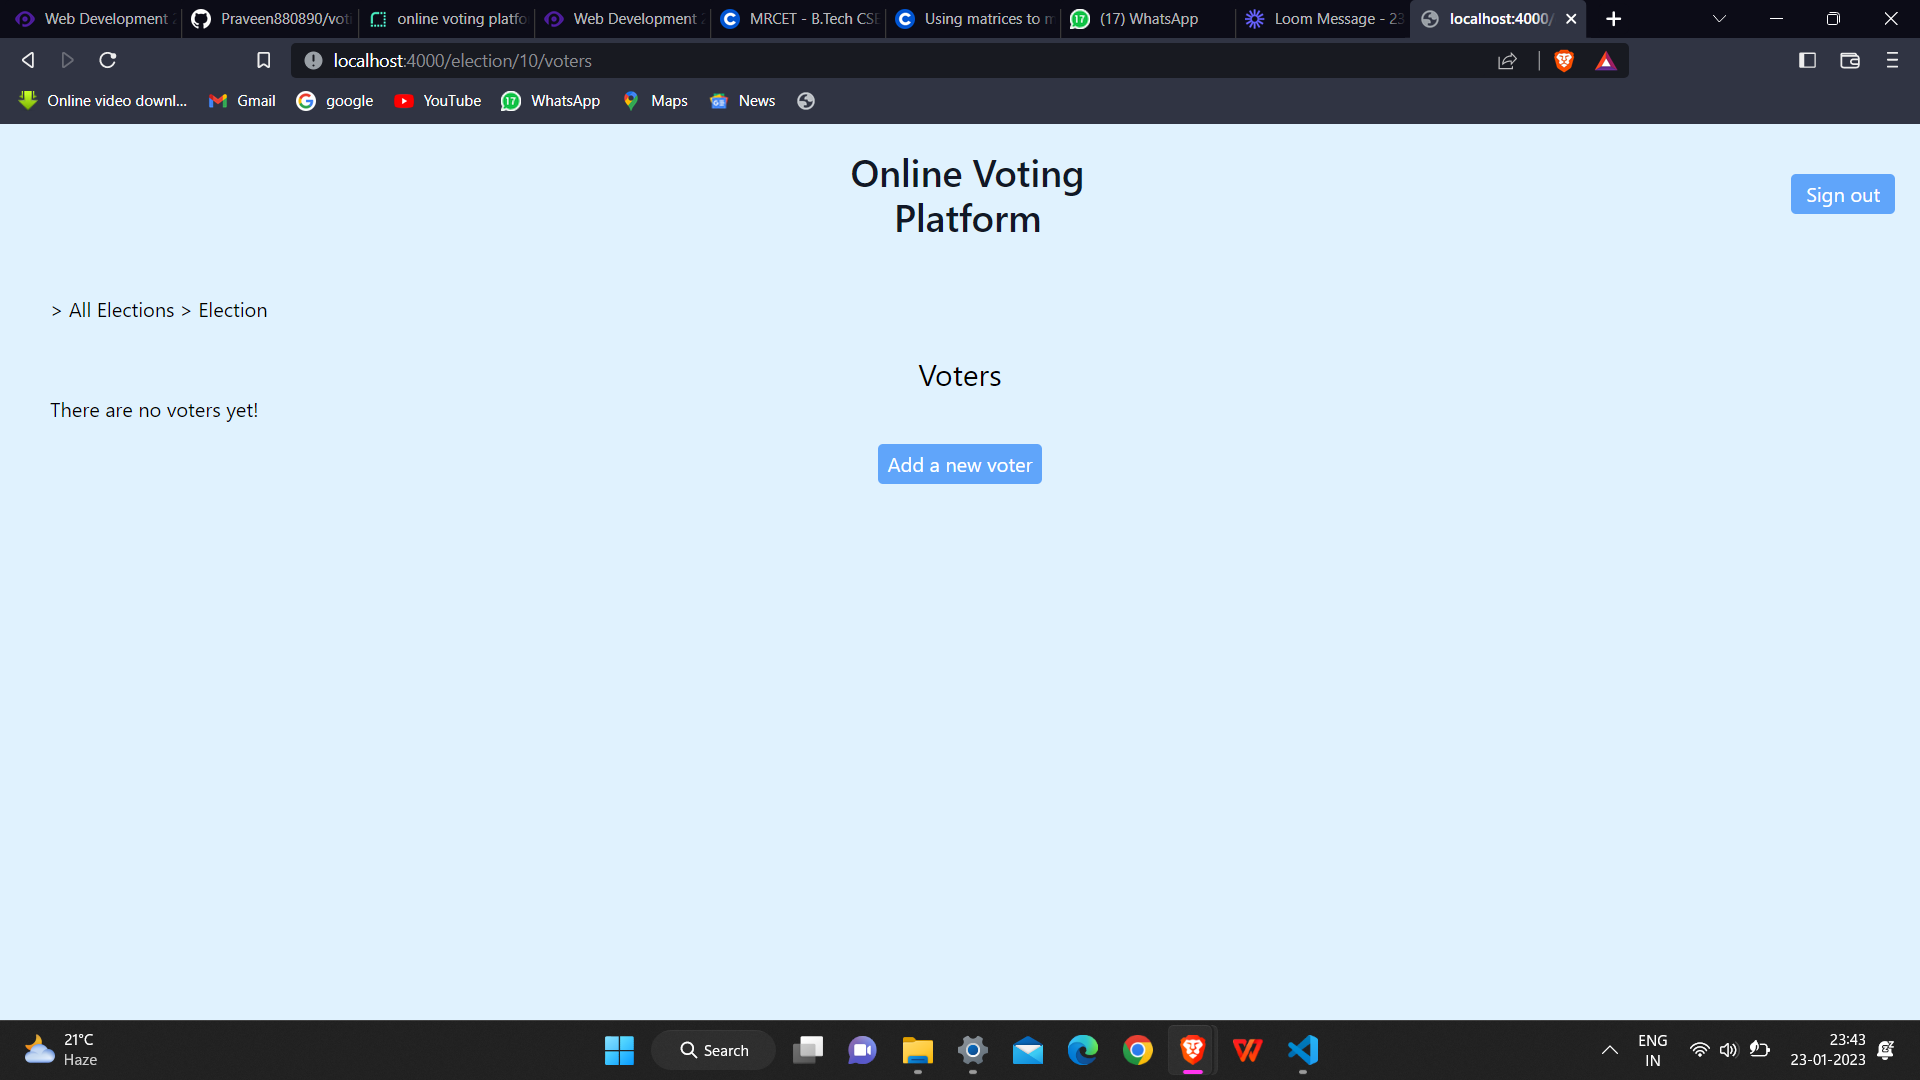 Web Development
Praveen880890/voti
online voting platfo
Web Development
MRCET - B.Tech CSE
Using matrices to m
(17) WhatsApp
Loom Message - 23
localhost:4000/
localhost:4000/election/10/voters
Online video downl...
Gmail
google
YouTube
WhatsApp
Maps
News
Online Voting
Platform
Sign out
> All Elections > Election
Voters
There are no voters yet!
Add a new voter
21°C
Haze
Search
ENG
IN
23:43
23-01-2023